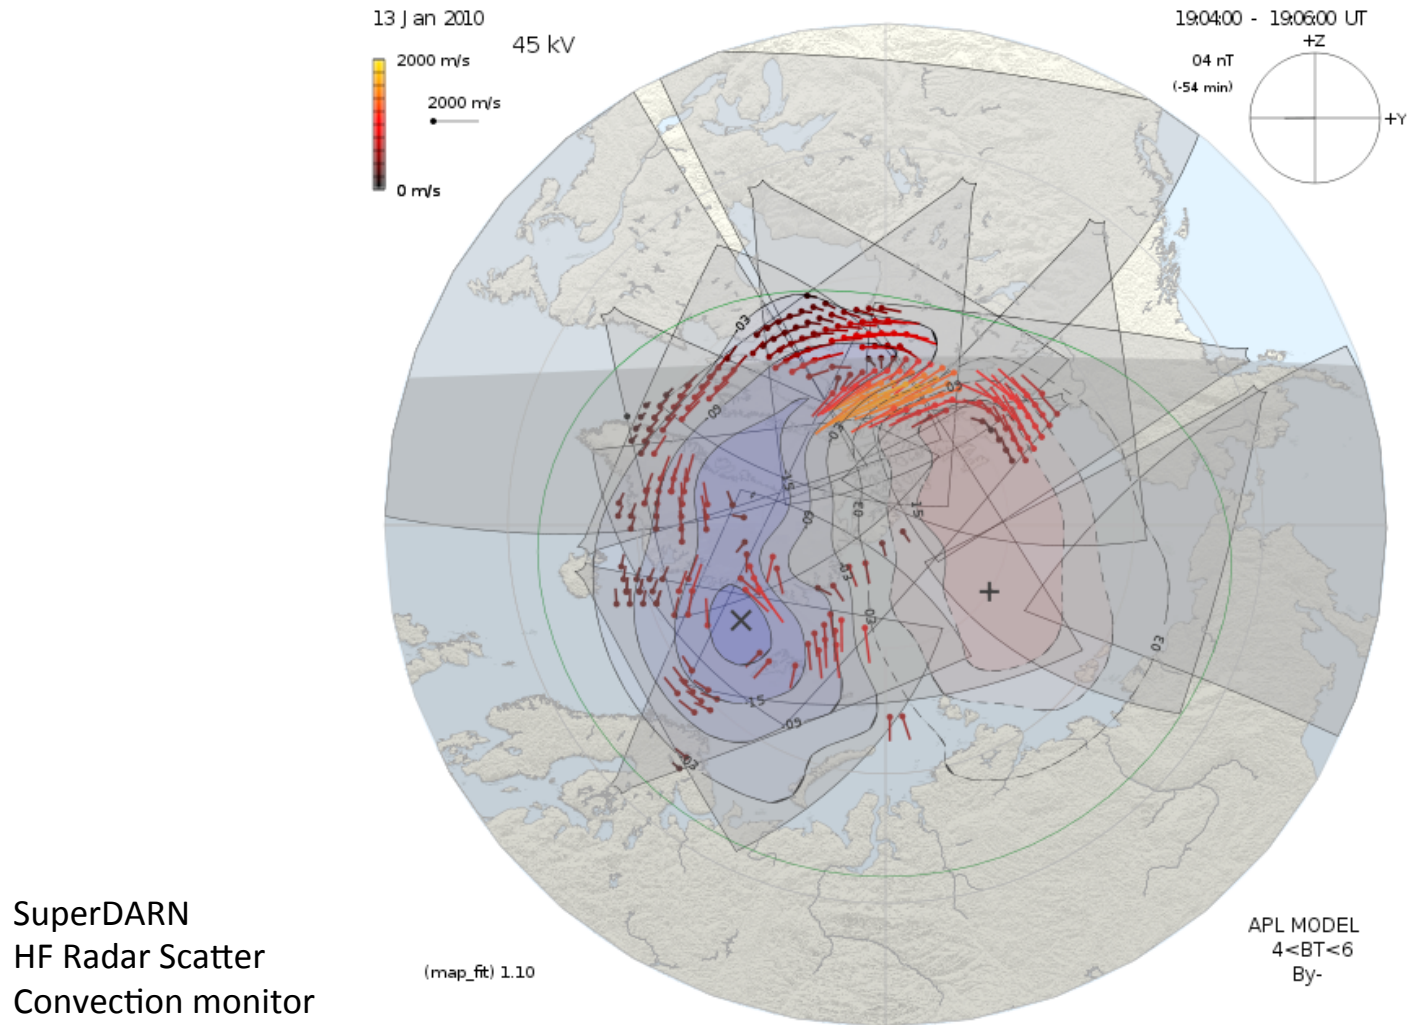 13 Jan 2010
45 kV
19:04:00 - 19:06:00 UT
+Z
04 nT
(-54 min)
+Y
2000 m/s
2000 m/s
0 m/s
-03
-09
09
-03
-15
-09
03
15
-03
03
03
-15
-09
-03
SuperDARN
HF Radar Scatter
Convection monitor
(map_fit) 1.10
APL MODEL
4<BT<6
By-